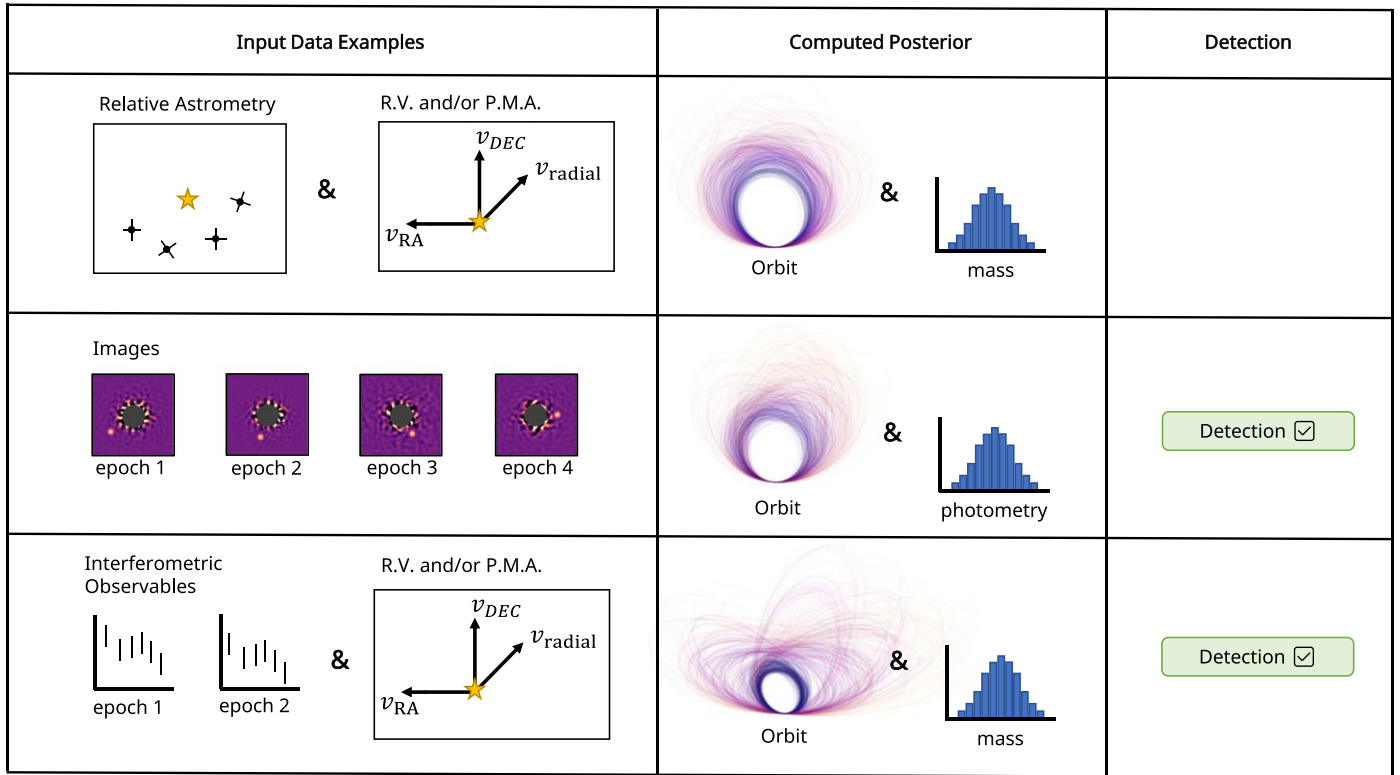 Input Data Examples
Computed Posterior
Detection
Relative Astrometry
R.V. and/or P.M.A.
&
v_DEC
v_radial
v_RA
&
Orbit
mass
Images
epoch 1
epoch 2
epoch 3
epoch 4
&
Orbit
photometry
Detection ☑
Interferometric
Observables
R.V. and/or P.M.A.
epoch 1
epoch 2
&
v_DEC
v_radial
v_RA
&
Orbit
mass
Detection ☑